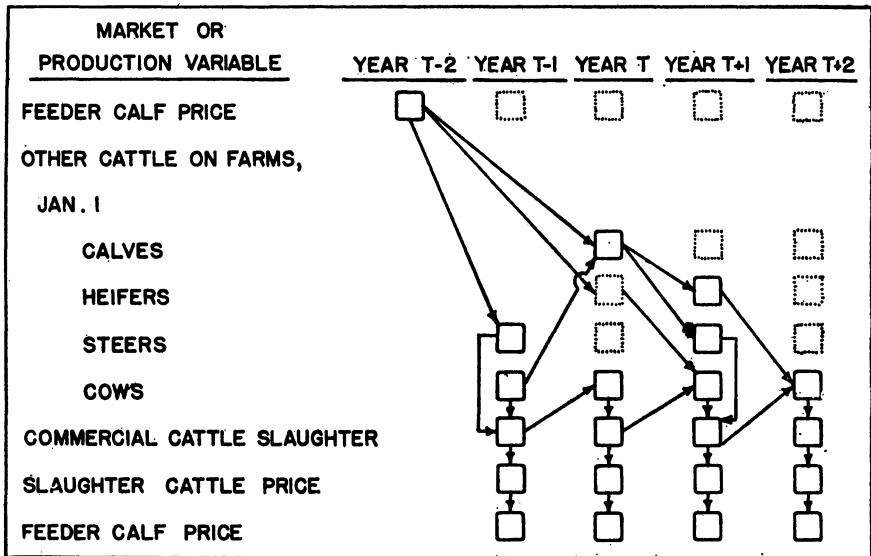 MARKET OR
PRODUCTION VARIABLE YEAR T-2 YEAR T-1 YEAR T YEAR T+1 YEAR T+2
FEEDER CALF PRICE
OTHER CATTLE ON FARMS,
JAN. 1
CALVES
HEIFERS
STEERS
COWS
COMMERCIAL CATTLE SLAUGHTER
SLAUGHTER CATTLE PRICE
FEEDER CALF PRICE